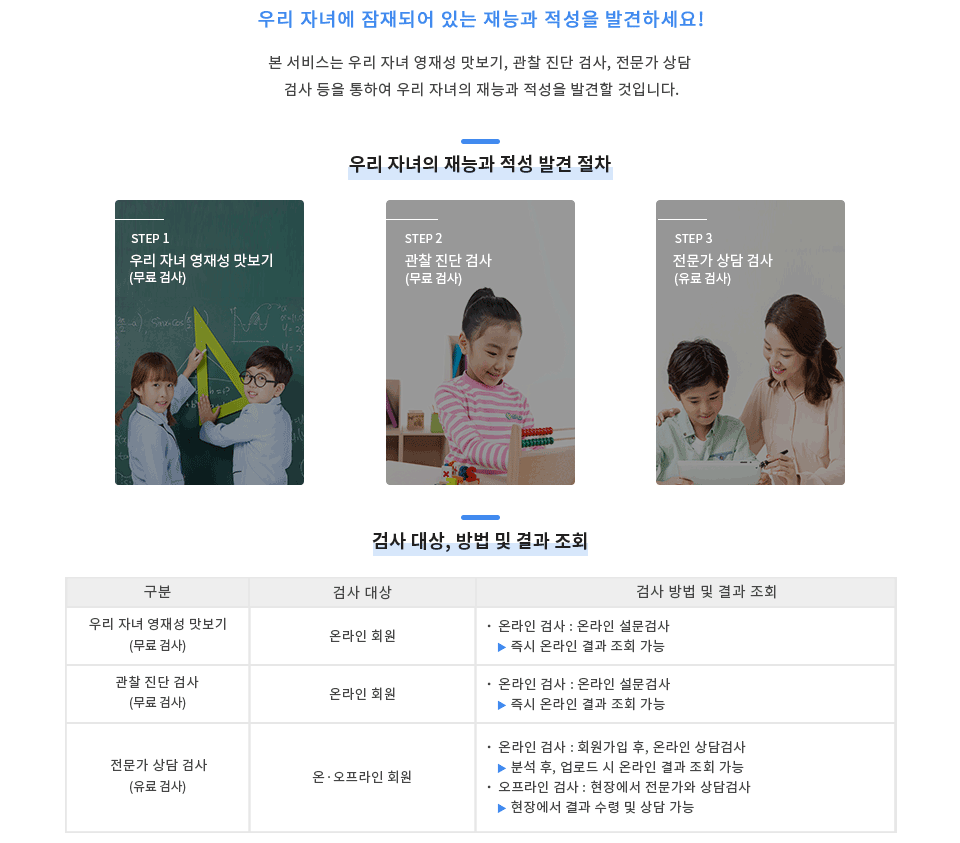 우리 자녀에 잠재되어 있는 재능과 적성을 발견하세요!
본 서비스는 우리 자녀 영재성 맛보기, 관찰 진단 검사, 전문가 상담
검사 등을 통하여 우리 자녀의 재능과 적성을 발견할 것입니다.
우리 자녀의 재능과 적성 발견 절차
STEP 1
우리 자녀 영재성 맛보기
(무료 검사)
STEP 2
관찰 진단 검사
(무료 검사)
STEP 3
전문가 상담 검사
(유료 검사)
검사 대상, 방법 및 결과 조회
구분
검사 대상
검사 방법 및 결과 조회
우리 자녀 영재성 맛보기
(무료 검사)
온라인 회원
· 온라인 검사 : 온라인 설문검사
▶ 즉시 온라인 결과 조회 가능
관찰 진단 검사
(무료 검사)
온라인 회원
· 온라인 검사 : 온라인 설문검사
▶ 즉시 온라인 결과 조회 가능
전문가 상담 검사
(유료 검사)
온·오프라인 회원
· 온라인 검사 : 회원가입 후, 온라인 상담검사
▶ 분석 후, 업로드 시 온라인 결과 조회 가능
· 오프라인 검사 : 현장에서 전문가와 상담검사
▶ 현장에서 결과 수령 및 상담 가능